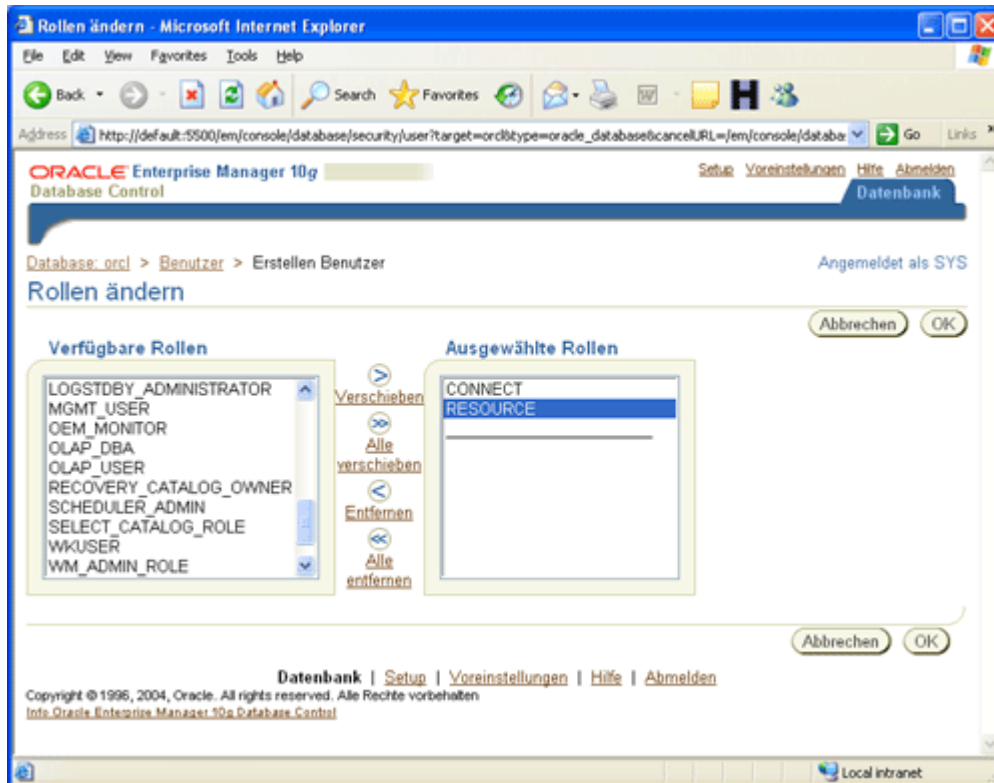 Rollen ändern - Microsoft Internet Explorer
File Edit View Favorites Tools Help
Back Search Favorites
Address http://default:5500/em/console/database/security/user?target=orcl&type=oracle_database&cancelURL=/em/console/databa Go Links
ORACLE Enterprise Manager 10g
Database Control
Setup Voreinstellungen Hilfe Abmelden
Datenbank
Database: orcl > Benutzer > Erstellen Benutzer
Angemeldet als SYS
Rollen ändern
Abbrechen OK
Verfügbare Rollen
LOGSTDBY_ADMINISTRATOR
MGMT_USER
OEM_MONITOR
OLAP_DBA
OLAP_USER
RECOVERY_CATALOG_OWNER
SCHEDULER_ADMIN
SELECT_CATALOG_ROLE
WKUSER
WM_ADMIN_ROLE
Verschieben
Alle
verschieben
Entfernen
Alle
entfernen
Ausgewählte Rollen
CONNECT
RESOURCE
Abbrechen OK
Datenbank | Setup | Voreinstellungen | Hilfe | Abmelden
Copyright © 1996, 2004, Oracle. All rights reserved. Alle Rechte vorbehalten
Info Oracle Enterprise Manager 10g Database Control
Local intranet